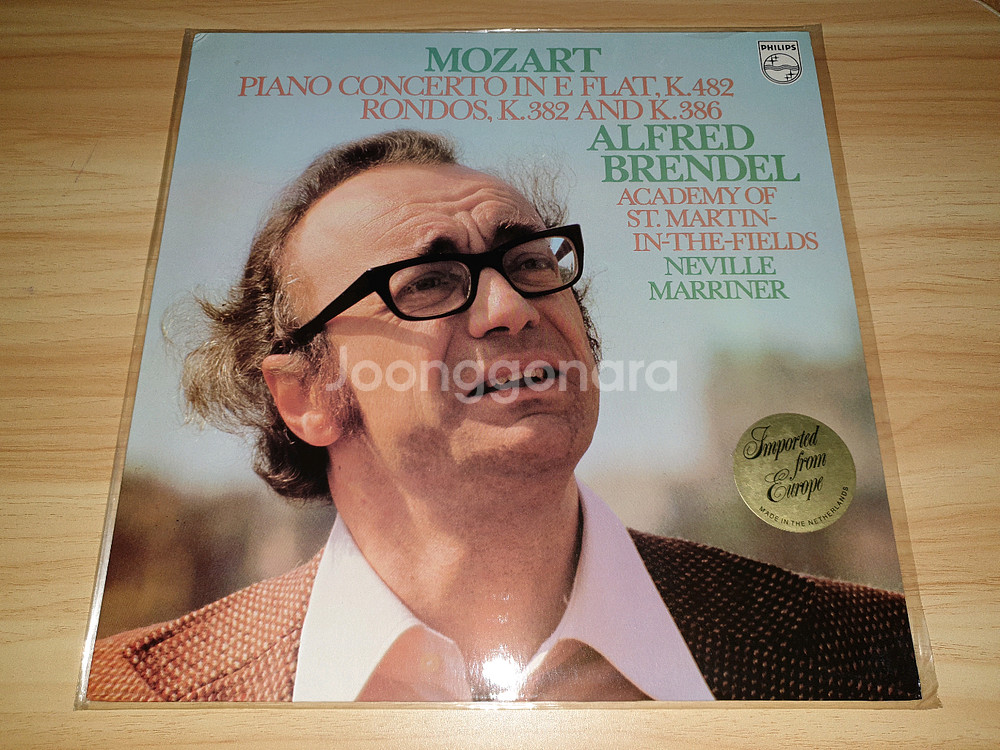 MOZART
PIANO CONCERTO IN E FLAT, K.482
RONDOS, K.382 AND K.386
ALFRED
BRENDEL
ACADEMY OF
ST. MARTIN-
IN-THE-FIELDS
NEVILLE
MARRINER
PHILIPS
Joonggonara
Imported
from
Europe
MADE IN THE NETHERLANDS